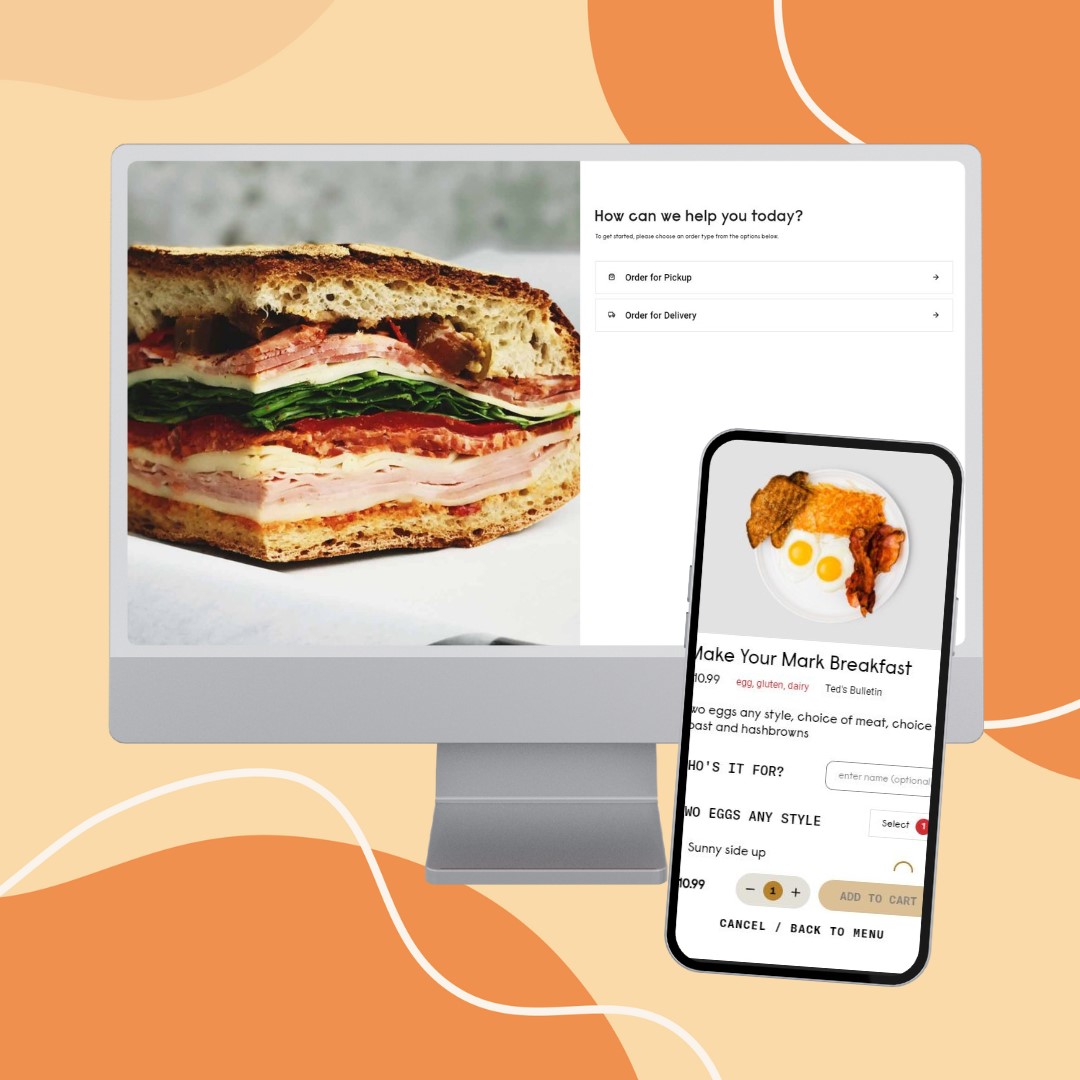 How can we help you today?
To get started, please choose an order type from the options below.
Order for Pickup
Order for Delivery
Make Your Mark Breakfast
10.99 egg, gluten, dairy Ted's Bulletin
wo eggs any style, choice of meat, choice
oast and hashbrowns
HO'S IT FOR? enter name (optional
WO EGGS ANY STYLE Select 1
Sunny side up
10.99 − 1 + ADD TO CART
CANCEL / BACK TO MENU